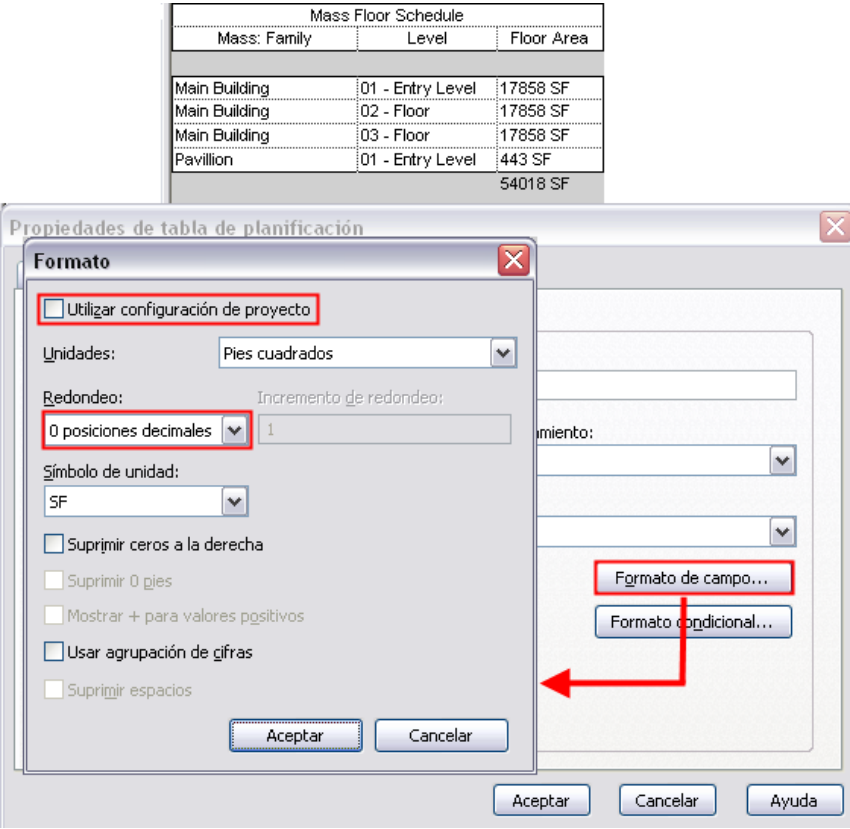 Mass Floor Schedule
Mass: Family Level Floor Area
Main Building 01 - Entry Level 17858 SF
Main Building 02 - Floor 17858 SF
Main Building 03 - Floor 17858 SF
Pavillion 01 - Entry Level 443 SF
54018 SF
Propiedades de tabla de planificación
Formato
Utilizar configuración de proyecto
Unidades: Pies cuadrados
Redondeo: Incremento de redondeo:
0 posiciones decimales 1
amiento:
Símbolo de unidad:
SF
Suprimir ceros a la derecha
Suprimir 0 pies
Formato de campo...
Mostrar + para valores positivos
Formato condicional...
Usar agrupación de cifras
Suprimir espacios
Aceptar Cancelar
Aceptar Cancelar Ayuda